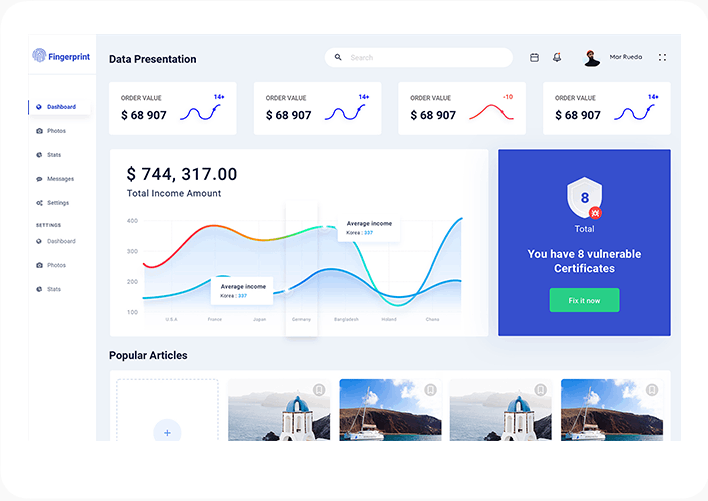 Fingerprint
Data Presentation
Search
Mar Rueda
Dashboard
Photos
Stats
Messages
Settings
SETTINGS
Dashboard
Photos
Stats
ORDER VALUE
14+
$ 68 907
ORDER VALUE
14+
$ 68 907
ORDER VALUE
-10
$ 68 907
ORDER VALUE
14+
$ 68 907
$ 744, 317.00
Total Income Amount
400
300
200
100
Average income
Korea : 337
Average income
Korea : 337
U.S.A
France
Japan
Germany
Bangladesh
Holand
Ghana
8
Total
You have 8 vulnerable
Certificates
Fix it now
Popular Articles
+